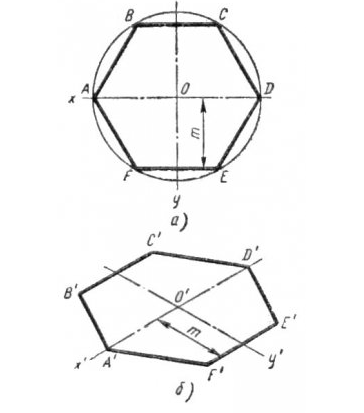 B C
x A O D
m
F E
y
а)
C' D'
B' O'
E'
m
x' A' F' y'
б)